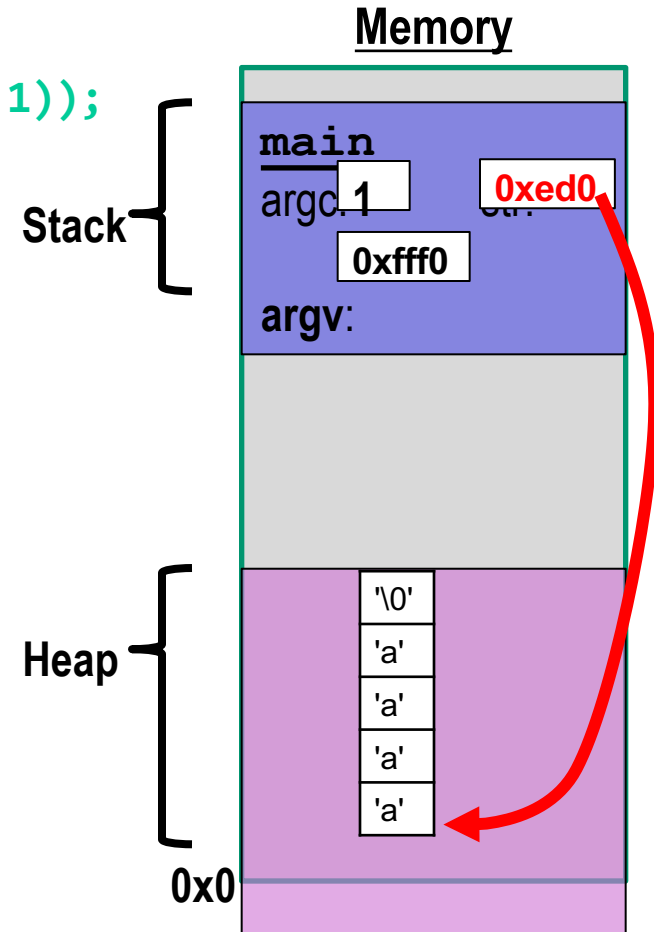 Memory
1));
main
argc: 1
0xed0
Stack
0xfff0
argv:
'\0'
'a'
Heap
'a'
'a'
'a'
0x0